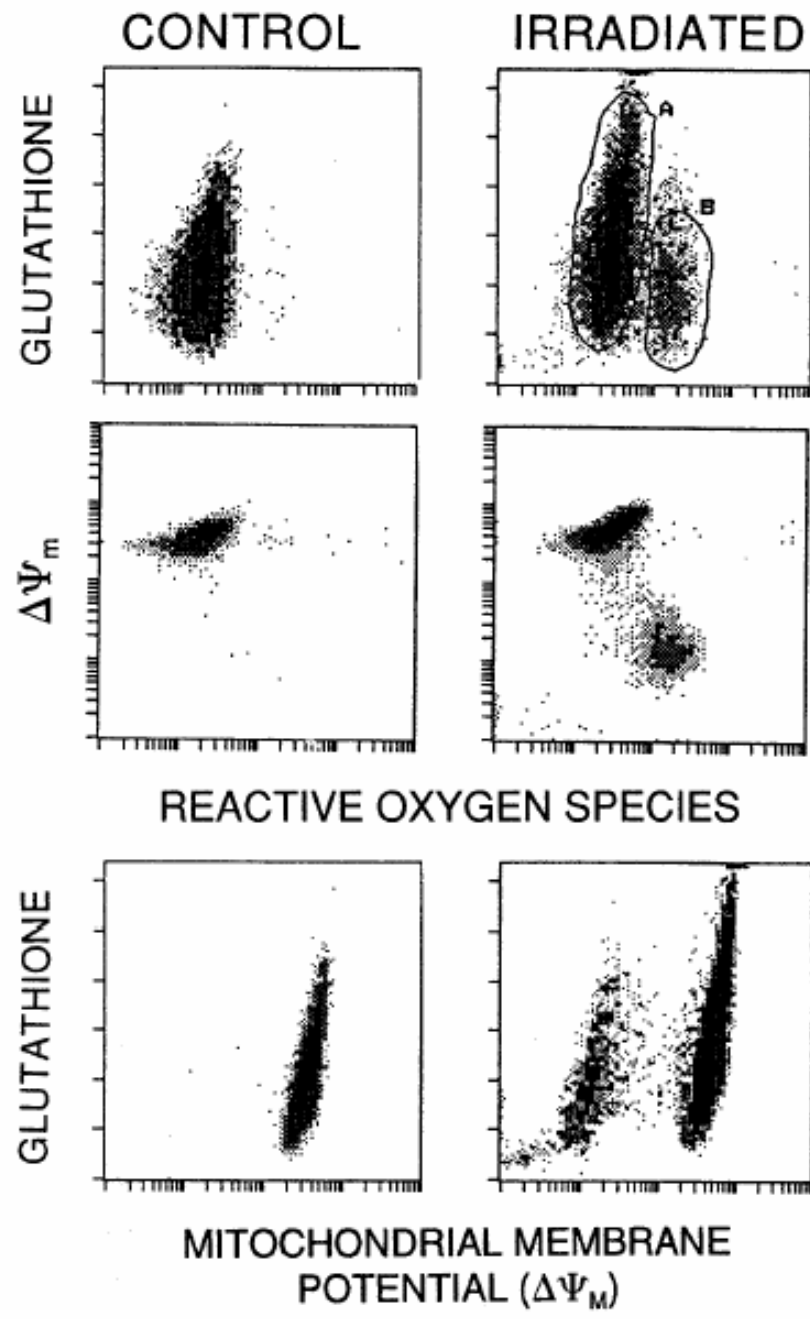 CONTROL IRRADIATED
GLUTATHIONE
A
B
ΔΨm
REACTIVE OXYGEN SPECIES
GLUTATHIONE
MITOCHONDRIAL MEMBRANE
POTENTIAL (ΔΨM)